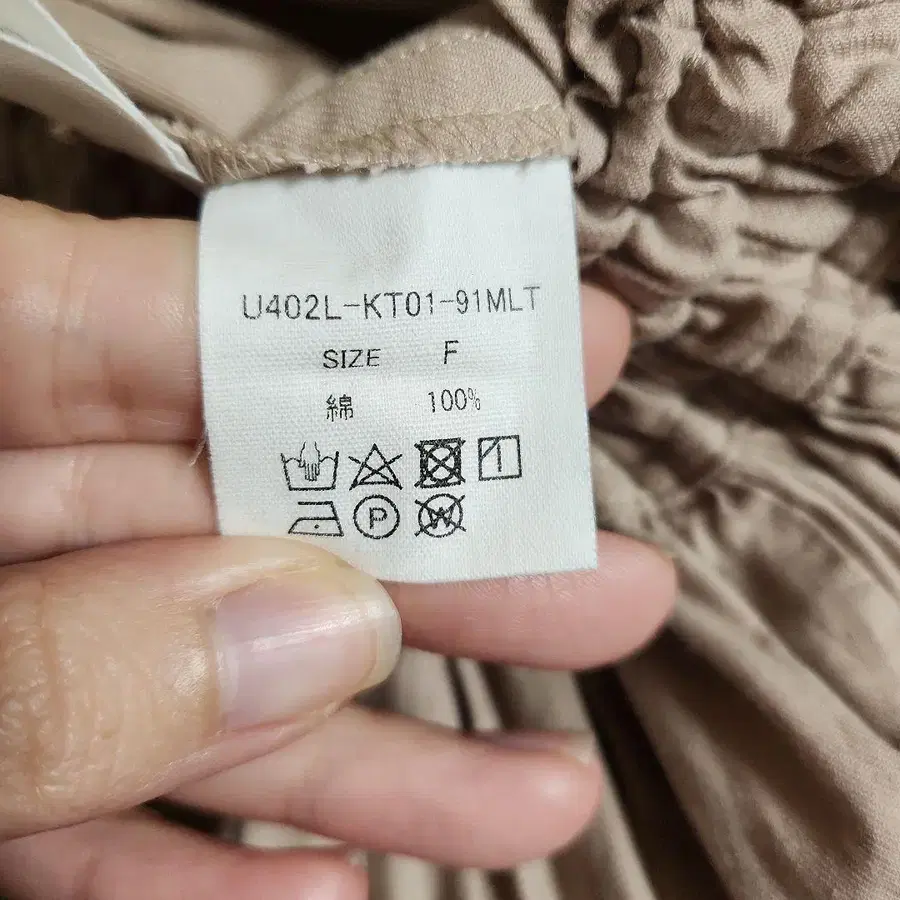 U402L-KT01-91MLT
SIZE F
綿 100%
P
W